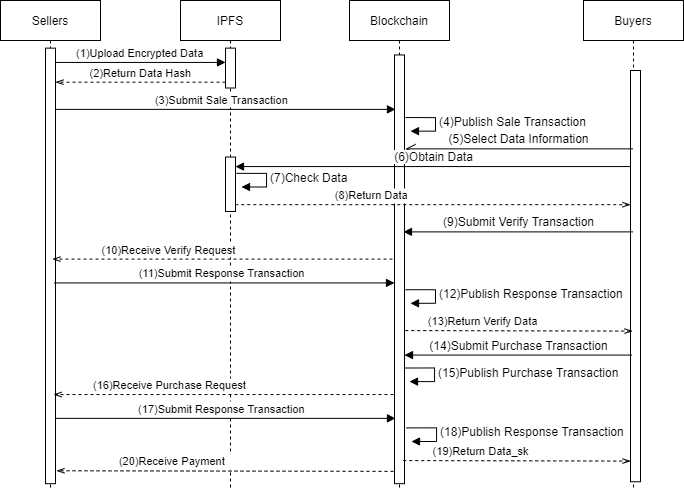 Sellers
IPFS
Blockchain
Buyers
(1)Upload Encrypted Data
(2)Return Data Hash
(3)Submit Sale Transaction
(4)Publish Sale Transaction
(5)Select Data Information
(6)Obtain Data
(7)Check Data
(8)Return Data
(9)Submit Verify Transaction
(10)Receive Verify Request
(11)Submit Response Transaction
(12)Publish Response Transaction
(13)Return Verify Data
(14)Submit Purchase Transaction
(15)Publish Purchase Transaction
(16)Receive Purchase Request
(17)Submit Response Transaction
(18)Publish Response Transaction
(19)Return Data_sk
(20)Receive Payment